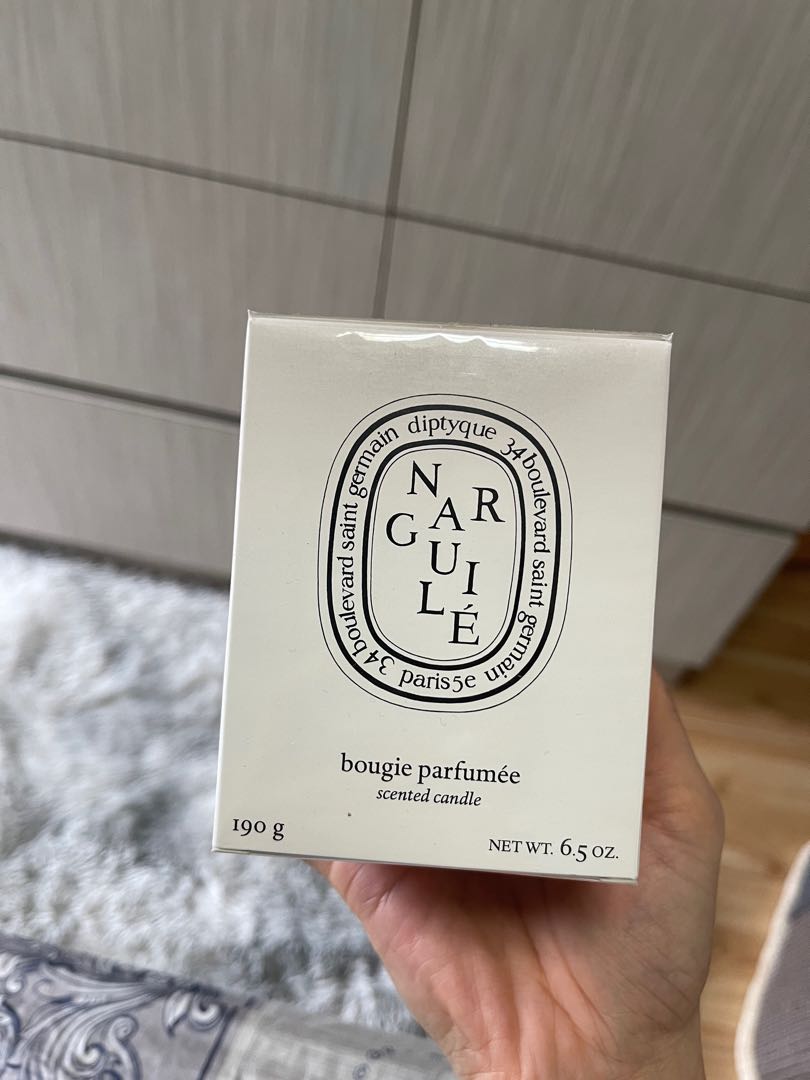 diptyque 34 boulevard saint germain
paris 5e
34 boulevard saint germain
NAR
GUI
LÉ
bougie parfumée
scented candle
190 g
NET WT. 6.5 OZ.